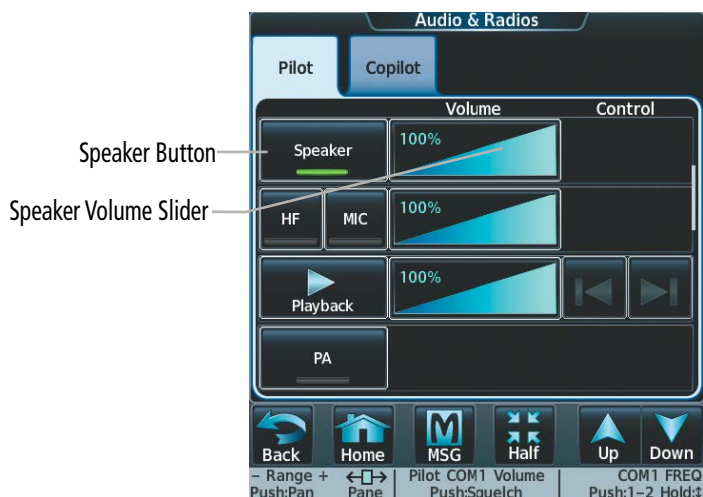 Audio & Radios
Pilot Copilot
Volume Control
Speaker Button
Speaker
100%
Speaker Volume Slider
HF MIC
100%
Playback
100%
PA
Back Home MSG Half Up Down
– Range + Pane Pilot COM1 Volume COM1 FREQ
Push:Pan Push:Squelch Push:1–2 Hold:↕